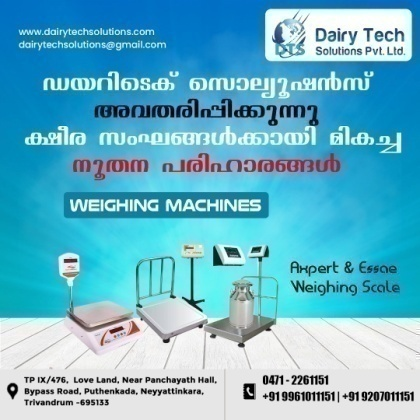 www.dairytechsolutions.com
dairytechsolutions@gmail.com
DTS
Dairy Tech
Solutions Pvt. Ltd.
ഡയറിടെക് സൊല്യൂഷൻസ്
അവതരിപ്പിക്കുന്നു
ക്ഷീര സംഘങ്ങൾക്കായി മികച്ച
നൂതന പരിഹാരങ്ങൾ
WEIGHING MACHINES
Axpert & Essae
Weighing Scale
TP IX/476, Love Land, Near Panchayath Hall,
Bypass Road, Puthenkada, Neyyattinkara,
Trivandrum -695133
0471 - 2261151
+91 9961011151 | +91 9207011151